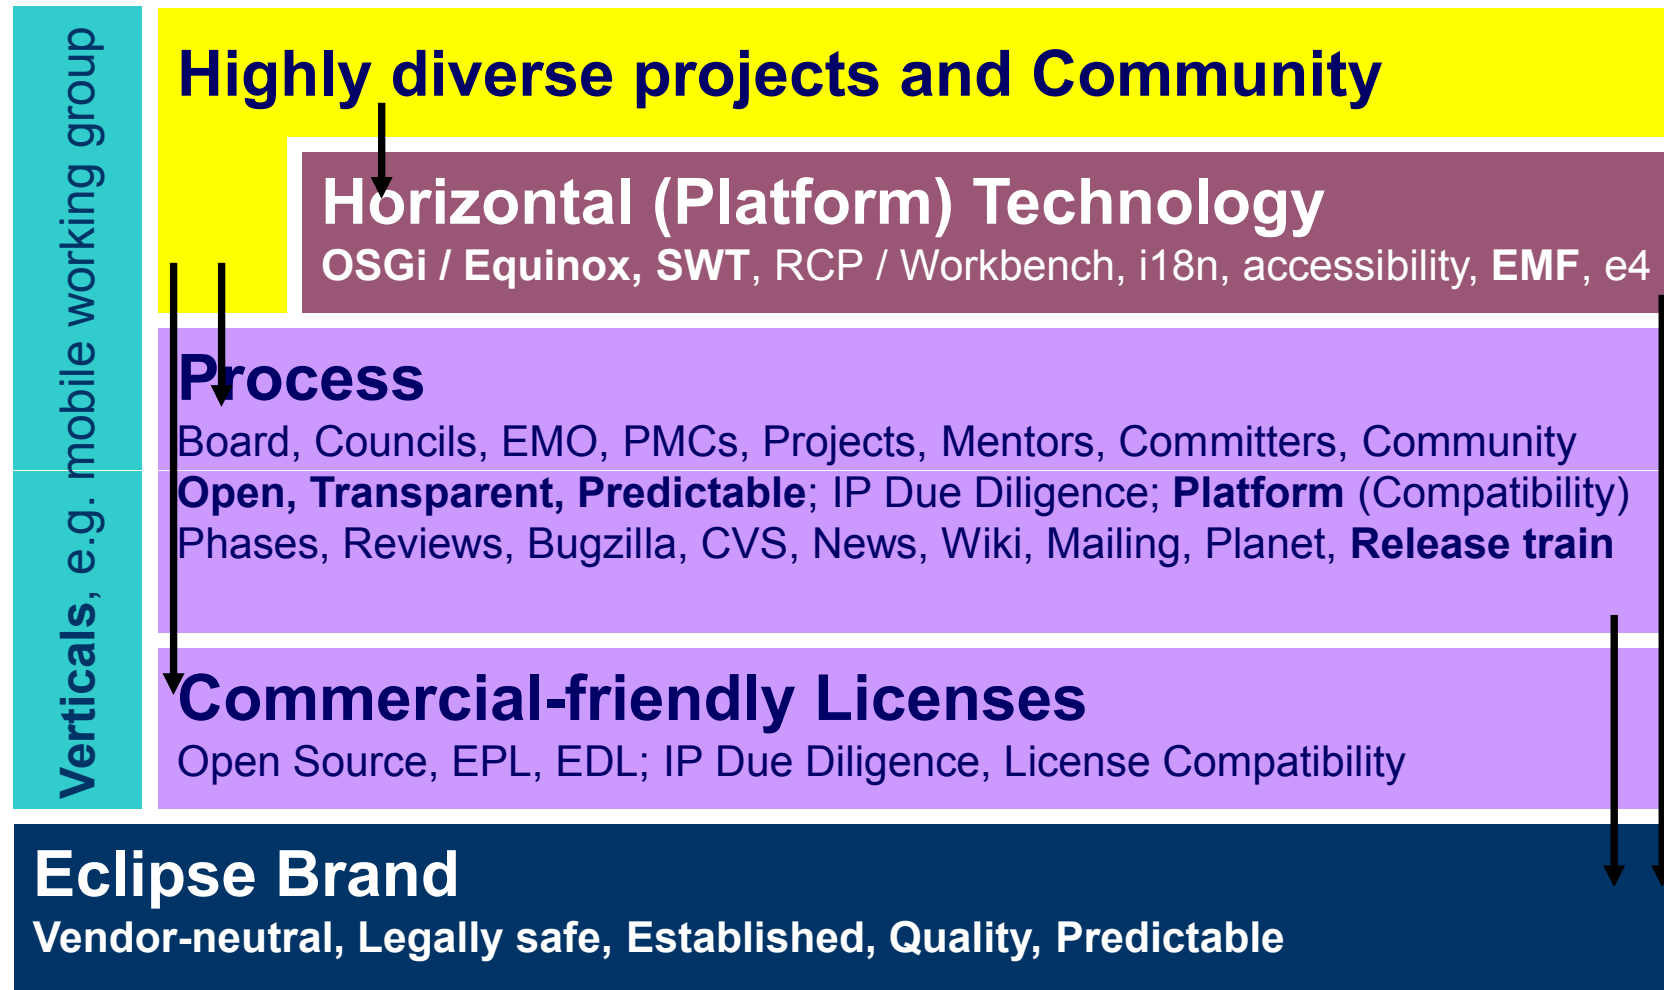 Verticals, e.g. mobile working group
Highly diverse projects and Community
Horizontal (Platform) Technology
OSGi / Equinox, SWT, RCP / Workbench, i18n, accessibility, EMF, e4
Process
Board, Councils, EMO, PMCs, Projects, Mentors, Committers, Community
Open, Transparent, Predictable; IP Due Diligence; Platform (Compatibility)
Phases, Reviews, Bugzilla, CVS, News, Wiki, Mailing, Planet, Release train
Commercial-friendly Licenses
Open Source, EPL, EDL; IP Due Diligence, License Compatibility
Eclipse Brand
Vendor-neutral, Legally safe, Established, Quality, Predictable